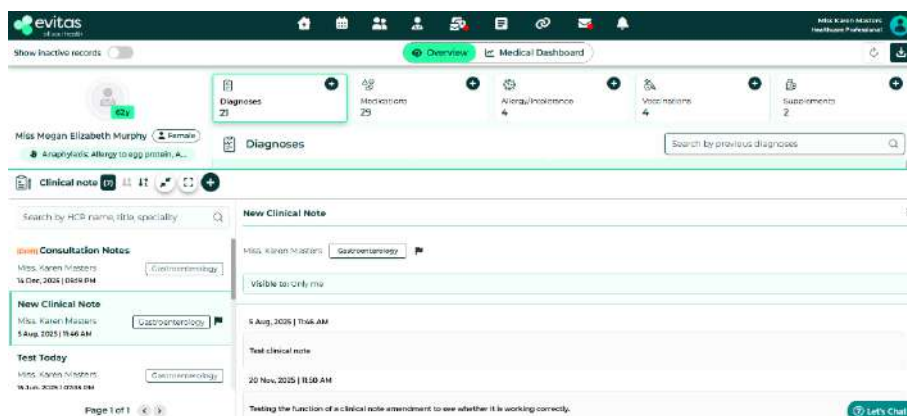 evitas
Miss Karen Masters
Healthcare Professional
Show inactive records
Overview
Medical Dashboard
62y
Diagnoses
21
Medications
29
Allergy/Intolerance
4
Vaccinations
4
Supplements
2
Miss Megan Elizabeth Murphy
Female
Anaphylaxis: Allergy to egg protein, A...
Diagnoses
Search by previous diagnoses
Clinical note (7)
Search by HCP name, title, speciality
New Clinical Note
Consultation Notes
Miss. Karen Masters
Gastroenterology
14 Dec, 2025 |
Miss. Karen Masters
Gastroenterology
Visible to: Only me
New Clinical Note
Miss. Karen Masters
Gastroenterology
5 Aug, 2025 | 11:46 AM
5 Aug, 2025 | 11:46 AM
Test clinical note
Test Today
Miss. Karen Masters
Gastroenterology
20 Nov, 2025 | 11:50 AM
Page 1 of 1
Testing the function of a clinical note amendment to see whether it is working correctly.
Let's Chat